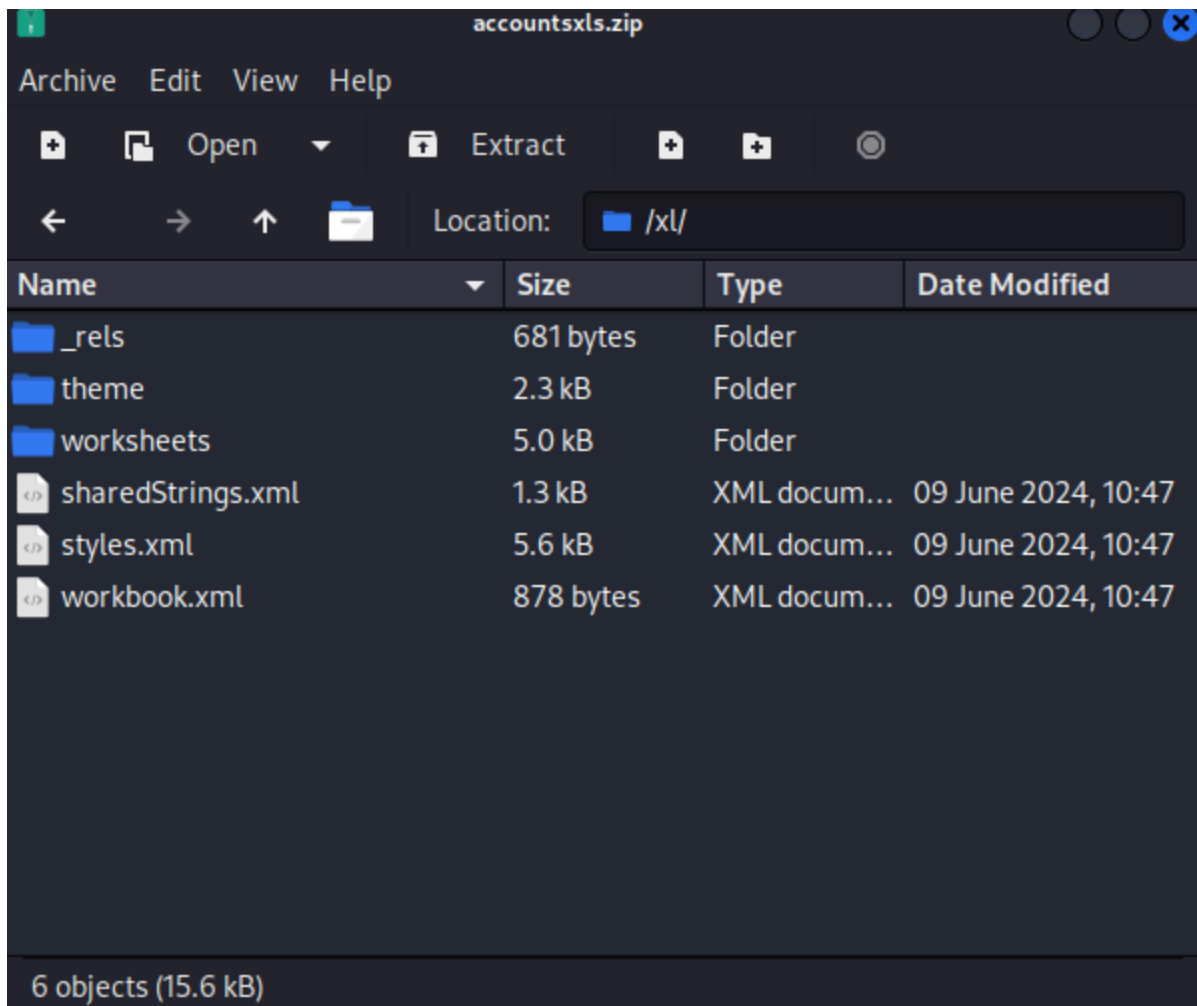 accountsxls.zip
Archive Edit View Help
Open Extract
Location: /xl/
Name Size Type Date Modified
_rels 681 bytes Folder
theme 2.3 kB Folder
worksheets 5.0 kB Folder
sharedStrings.xml 1.3 kB XML docum... 09 June 2024, 10:47
styles.xml 5.6 kB XML docum... 09 June 2024, 10:47
workbook.xml 878 bytes XML docum... 09 June 2024, 10:47
6 objects (15.6 kB)